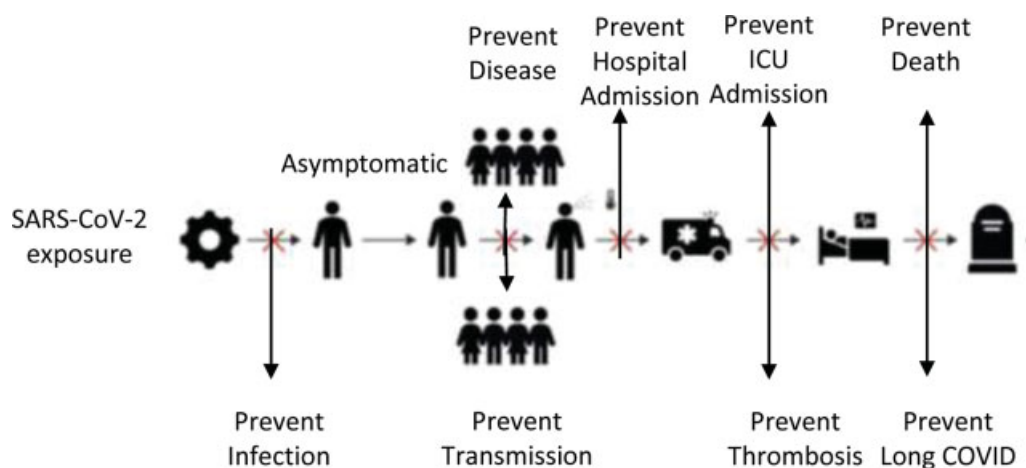 Prevent
Disease
Prevent
Hospital
Admission
Prevent
ICU
Admission
Prevent
Death
Asymptomatic
SARS-CoV-2
exposure
Prevent
Infection
Prevent
Transmission
Prevent
Thrombosis
Prevent
Long COVID